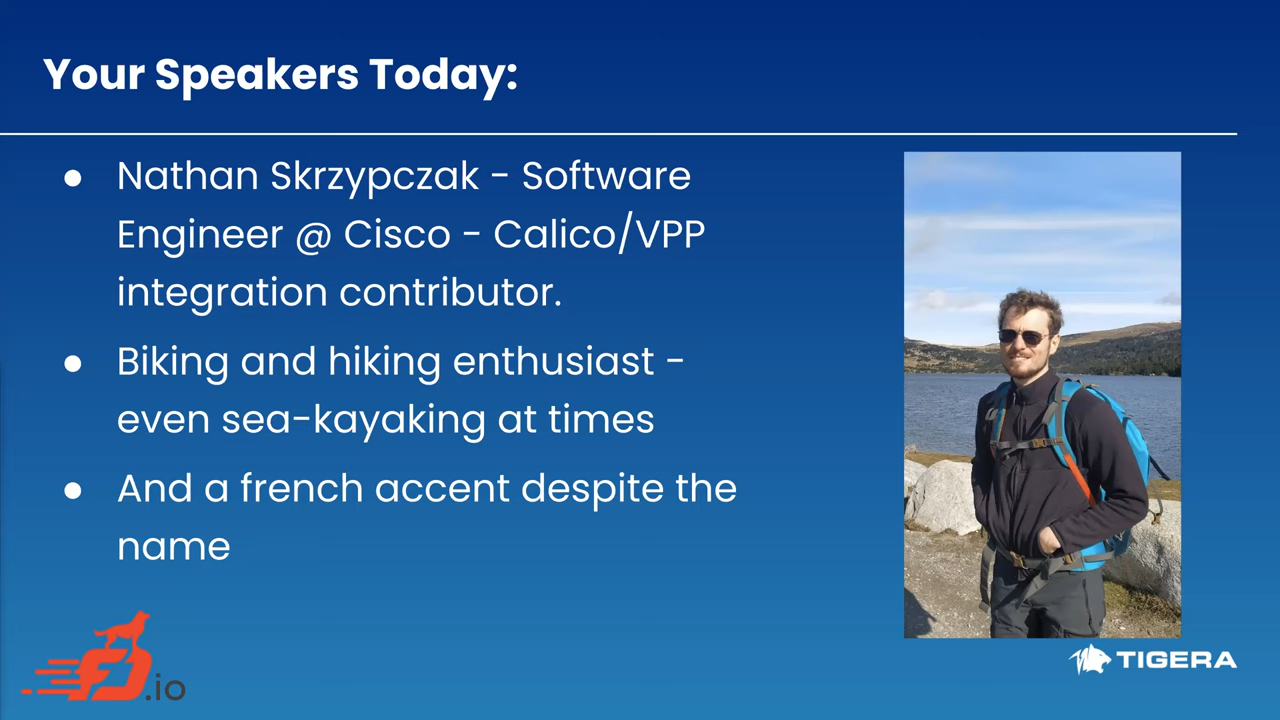 Your Speakers Today:
● Nathan Skrzypczak - Software
Engineer @ Cisco - Calico/VPP
integration contributor.
● Biking and hiking enthusiast -
even sea-kayaking at times
● And a french accent despite the
name
FD.io
TIGERA